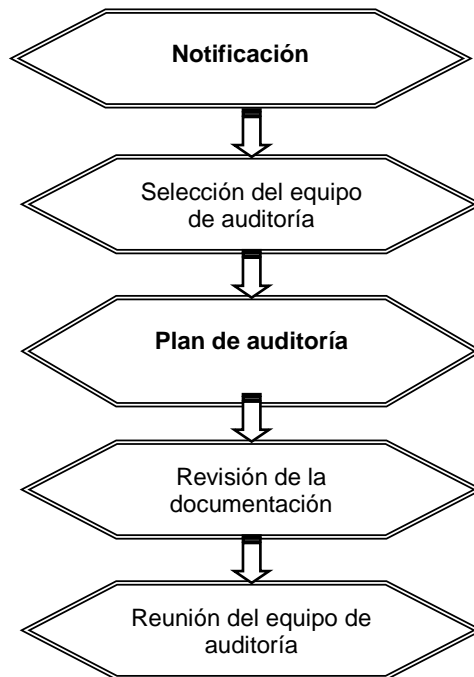 Notificación
Selección del equipo
de auditoría
Plan de auditoría
Revisión de la
documentación
Reunión del equipo de
auditoría